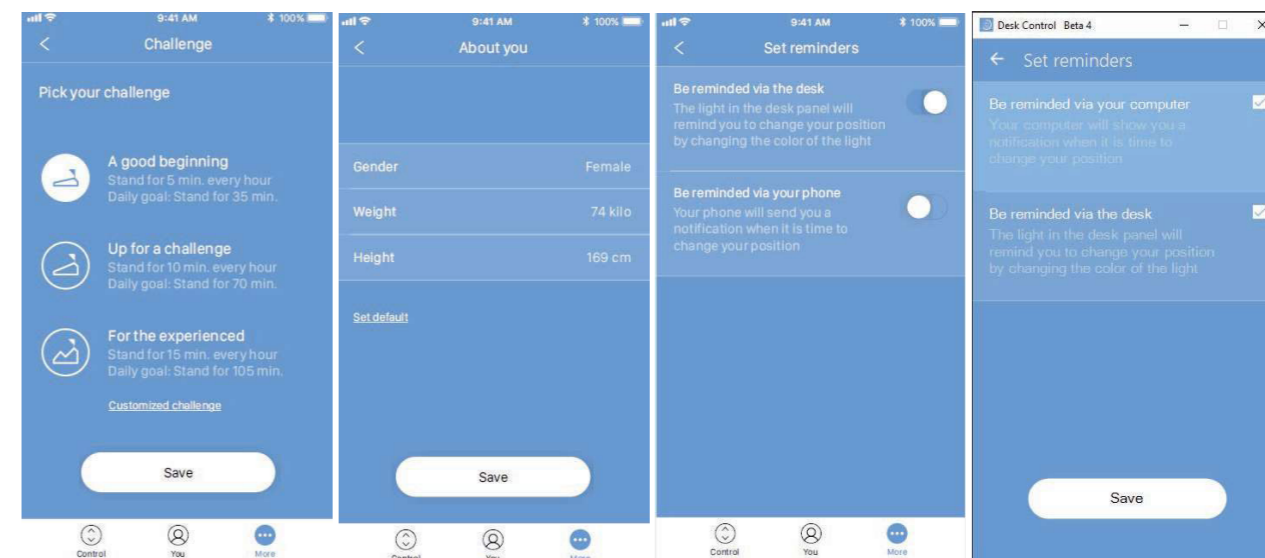 9:41 AM
100%
Challenge
Pick your challenge
A good beginning
Stand for 5 min. every hour
Daily goal: Stand for 35 min.
Up for a challenge
Stand for 10 min. every hour
Daily goal: Stand for 70 min.
For the experienced
Stand for 15 min. every hour
Daily goal: Stand for 105 min.
Customized challenge
Save
Control
You
More
9:41 AM
100%
About you
Gender
Female
Weight
74 kilo
Height
169 cm
Set default
Save
Control
You
More
9:41 AM
100%
Set reminders
Be reminded via the desk
The light in the desk panel will
remind you to change your position
by changing the color of the light
Be reminded via your phone
Your phone will send you a
notification when it is time to
change your position
Control
You
More
Desk Control Beta 4
Set reminders
Be reminded via your computer
Your computer will show you a
notification when it is time to
change your position
Be reminded via the desk
The light in the desk panel will
remind you to change your position
by changing the color of the light
Save